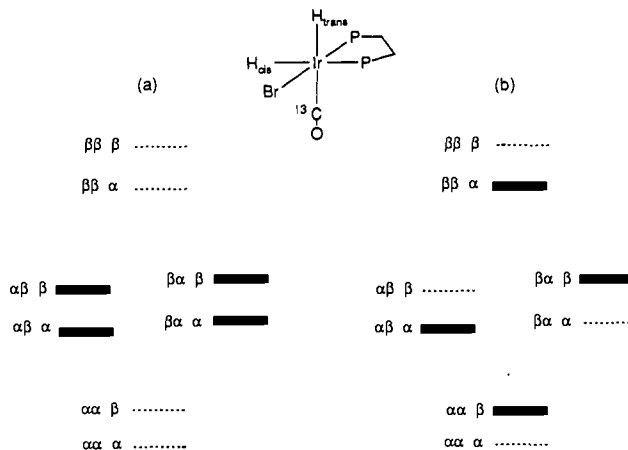 H trans
P
H cis
Ir
P
Br
13 C
O
(a)
(b)
ββ β
ββ α
αβ β
βα β
αβ α
βα α
αα β
αα α
ββ β
ββ α
αβ β
βα β
αβ α
βα α
αα β
αα α